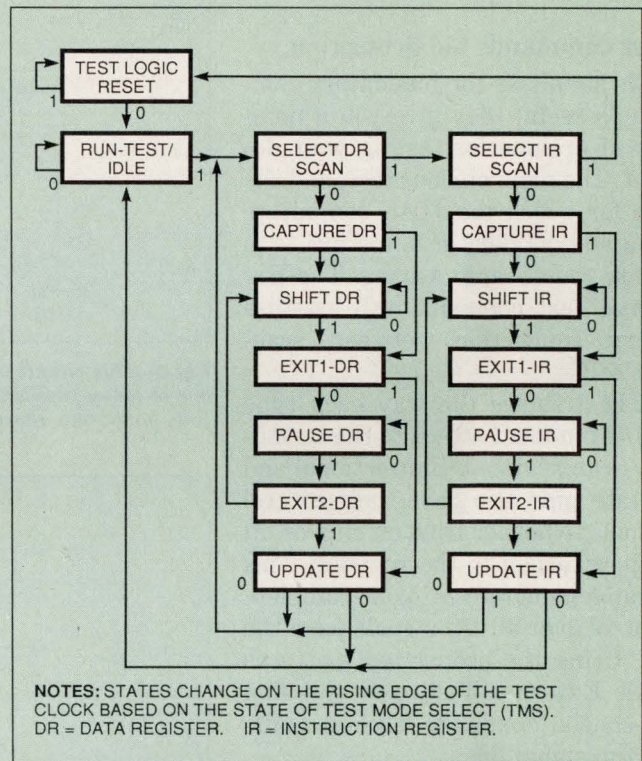 TEST LOGIC
RESET
1
0
RUN-TEST/
IDLE
0
1
SELECT DR
SCAN
1
0
SELECT IR
SCAN
1
0
CAPTURE DR
1
0
CAPTURE IR
1
0
SHIFT DR
0
1
SHIFT IR
0
1
EXIT1-DR
1
0
EXIT1-IR
1
0
PAUSE DR
0
1
PAUSE IR
0
1
EXIT2-DR
0
1
EXIT2-IR
0
1
UPDATE DR
1
0
UPDATE IR
1
0
NOTES: STATES CHANGE ON THE RISING EDGE OF THE TEST
CLOCK BASED ON THE STATE OF TEST MODE SELECT (TMS).
DR = DATA REGISTER. IR = INSTRUCTION REGISTER.